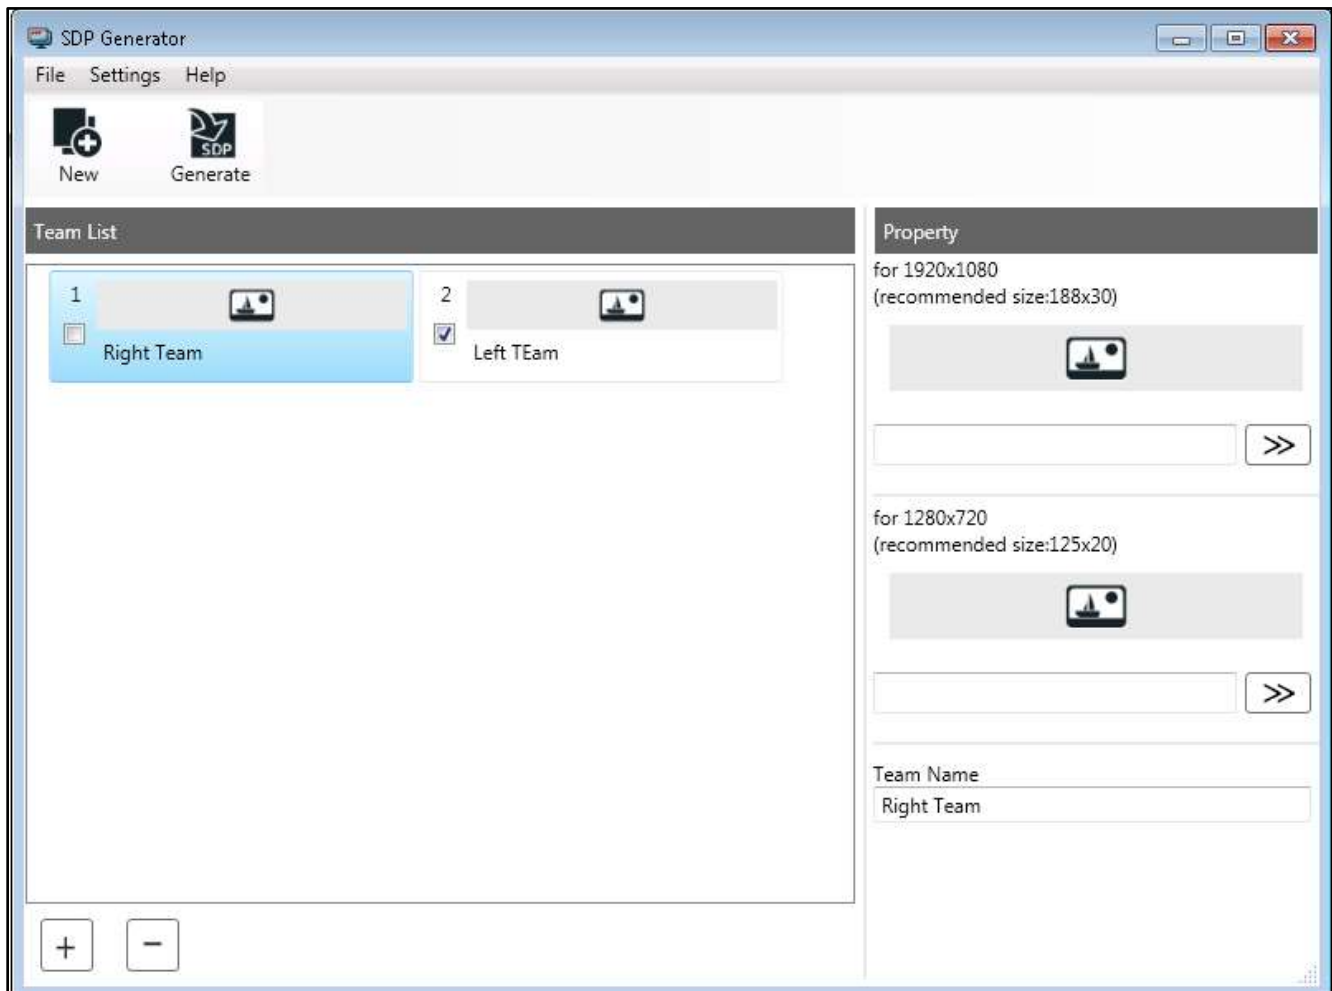 SDP Generator
File Settings Help
SDP
New Generate
Team List
1
Right Team
2
Left TEam
Property
for 1920x1080
(recommended size:188x30)
>>
for 1280x720
(recommended size:125x20)
>>
Team Name
Right Team
+ −